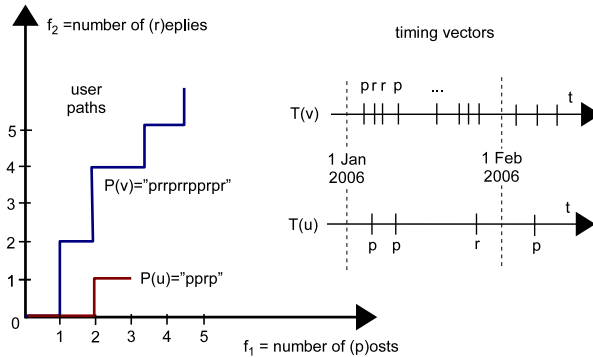 f2 =number of (r)eplies
user
paths
5
4
3
2
1
0
1 2 3 4 5
P(v)="prrprrpprpr"
P(u)="pprp"
f1 = number of (p)osts
timing vectors
p r r p ...
T(v) t
1 Jan
2006
1 Feb
2006
T(u) t
p p r p